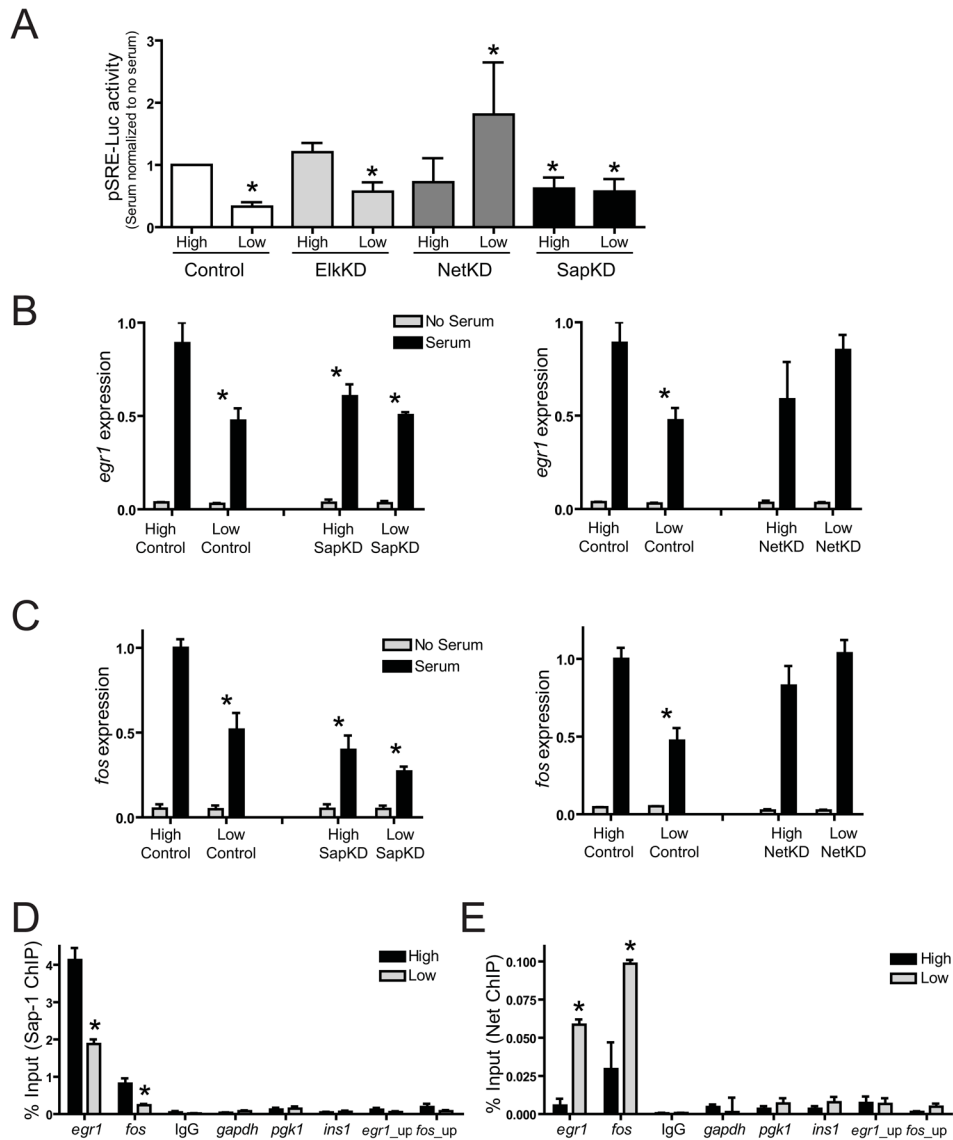 A
pSRE-Luc activity
(Serum normalized to no serum)
3
2
1
0
High Low High Low High Low High Low
Control ElkKD NetKD SapKD
* * * * *
B
egr1 expression
1.0
0.5
0.0
No Serum
Serum
* * *
High Control
Low Control
High SapKD
Low SapKD
egr1 expression
1.0
0.5
0.0
*
High Control
Low Control
High NetKD
Low NetKD
C
fos expression
1.0
0.5
0.0
No Serum
Serum
* * *
High Control
Low Control
High SapKD
Low SapKD
fos expression
1.0
0.5
0.0
*
High Control
Low Control
High NetKD
Low NetKD
D
% Input (Sap-1 ChIP)
4
3
2
1
0
High
Low
* *
egr1 fos IgG gapdh pgk1 ins1 egr1_up fos_up
E
% Input (Net ChIP)
0.100
0.075
0.050
0.025
0.000
High
Low
* *
egr1 fos IgG gapdh pgk1 ins1 egr1_up fos_up